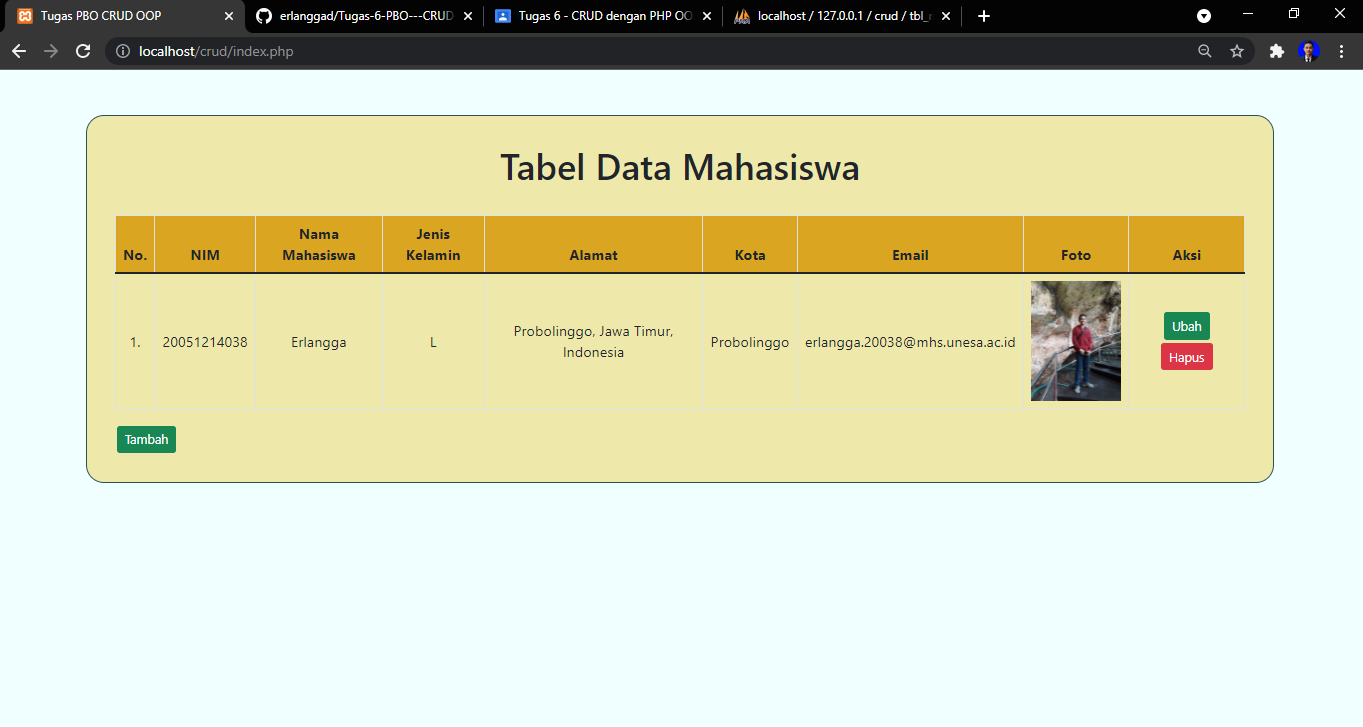 Tugas PBO CRUD OOP
erlanggad/Tugas-6-PBO---CRUD
Tugas 6 - CRUD dengan PHP OO
localhost / 127.0.0.1 / crud / tbl_
localhost/crud/index.php
Tabel Data Mahasiswa
No. NIM Nama Mahasiswa Jenis Kelamin Alamat Kota Email Foto Aksi
1. 20051214038 Erlangga L Probolinggo, Jawa Timur, Indonesia Probolinggo erlangga.20038@mhs.unesa.ac.id Ubah
Hapus
Tambah